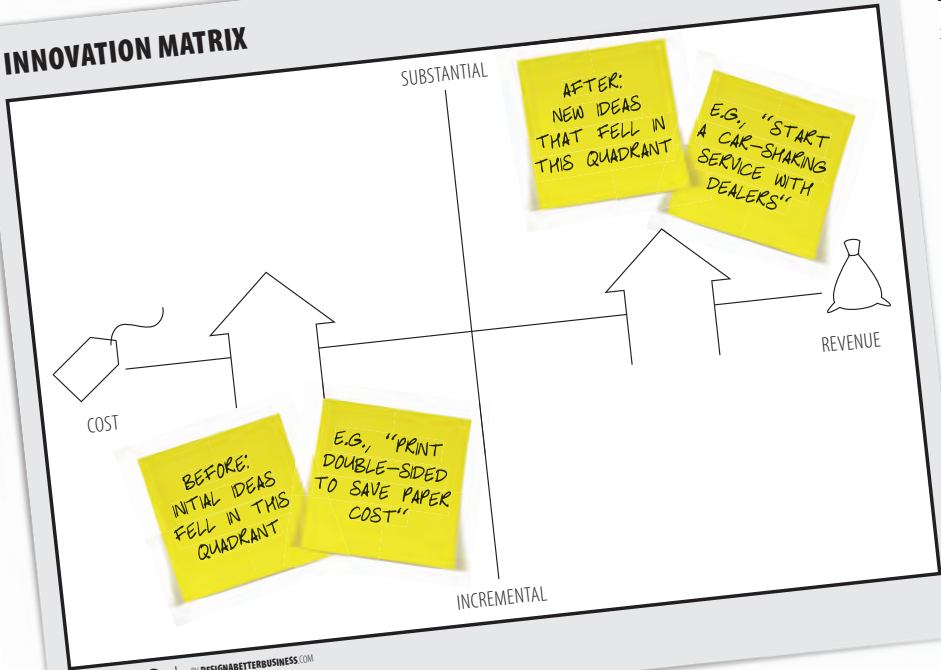 INNOVATION MATRIX
SUBSTANTIAL
AFTER:
NEW IDEAS
THAT FELL IN
THIS QUADRANT
E.G., “START
A CAR-SHARING
SERVICE WITH
DEALERS“
REVENUE
COST
BEFORE:
INITIAL IDEAS
FELL IN THIS
QUADRANT
E.G., “PRINT
DOUBLE-SIDED
TO SAVE PAPER
COST“
INCREMENTAL
BY DESIGNABETTERBUSINESS.COM